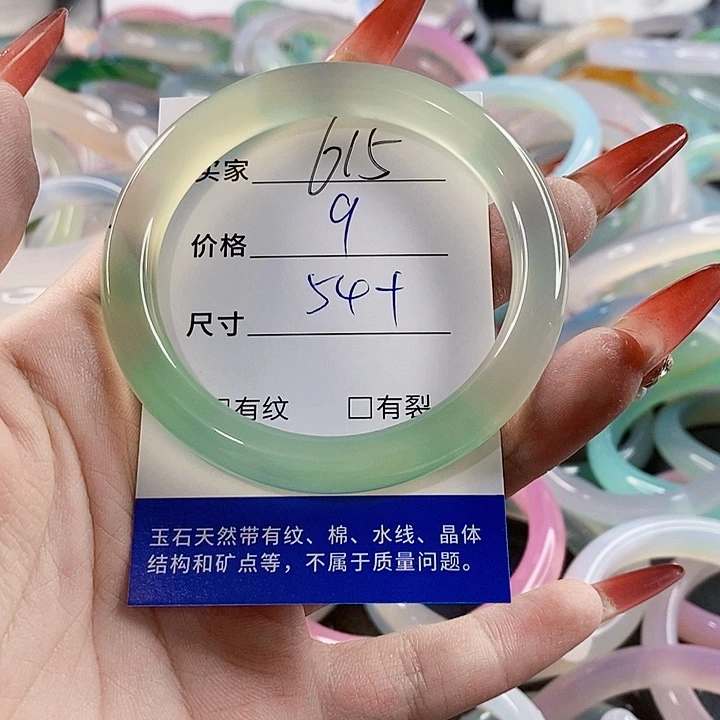 买家 615
价格 9
尺寸 54+
□有纹 □有裂
玉石天然带有纹、棉、水线、晶体
结构和矿点等，不属于质量问题。